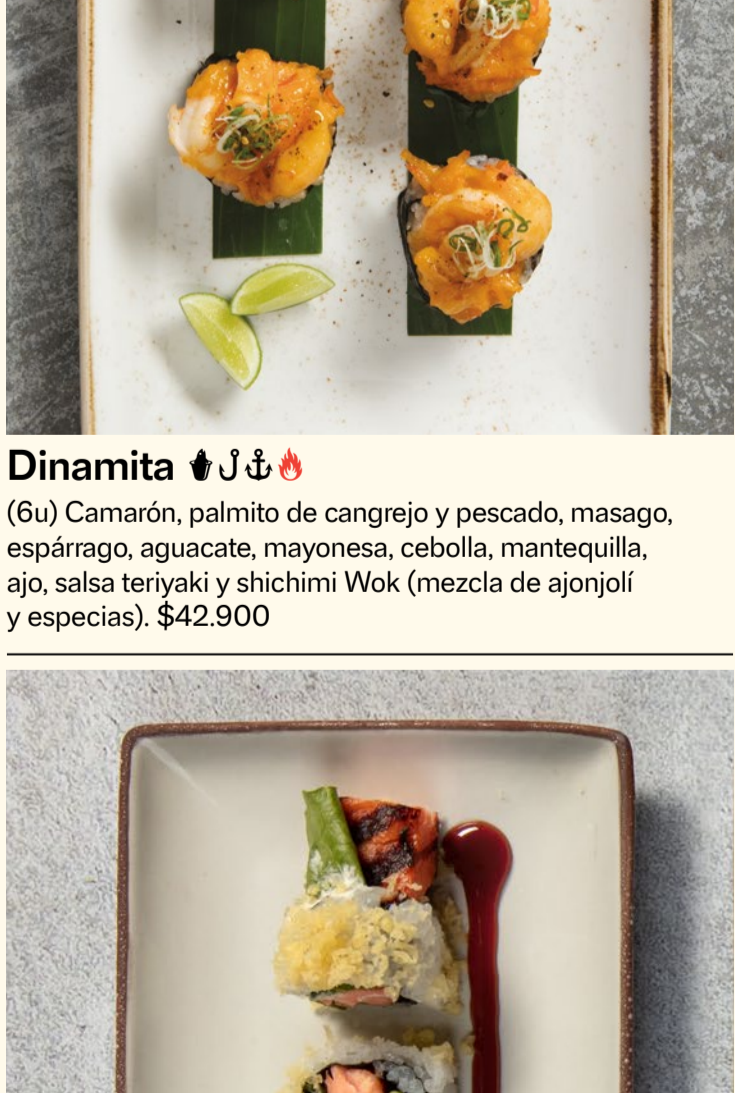 Dinamita
(6u) Camarón, palmito de cangrejo y pescado, masago,
espárrago, aguacate, mayonesa, cebolla, mantequilla,
ajo, salsa teriyaki y shichimi Wok (mezcla de ajonjolí
y especias). $42.900